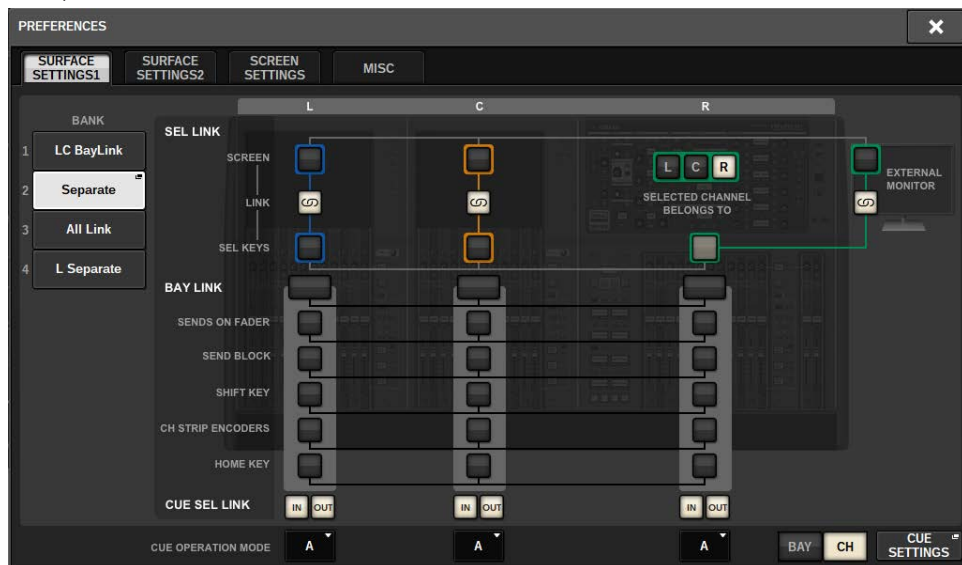 PREFERENCES
SURFACE SETTINGS1
SURFACE SETTINGS2
SCREEN SETTINGS
MISC
L C R
BANK
1 LC BayLink
2 Separate
3 All Link
4 L Separate
SEL LINK
SCREEN
LINK
SEL KEYS
L C R
SELECTED CHANNEL
BELONGS TO
EXTERNAL
MONITOR
BAY LINK
SENDS ON FADER
SEND BLOCK
SHIFT KEY
CH STRIP ENCODERS
HOME KEY
CUE SEL LINK IN OUT IN OUT IN OUT
CUE OPERATION MODE A A A BAY CH
CUE
SETTINGS